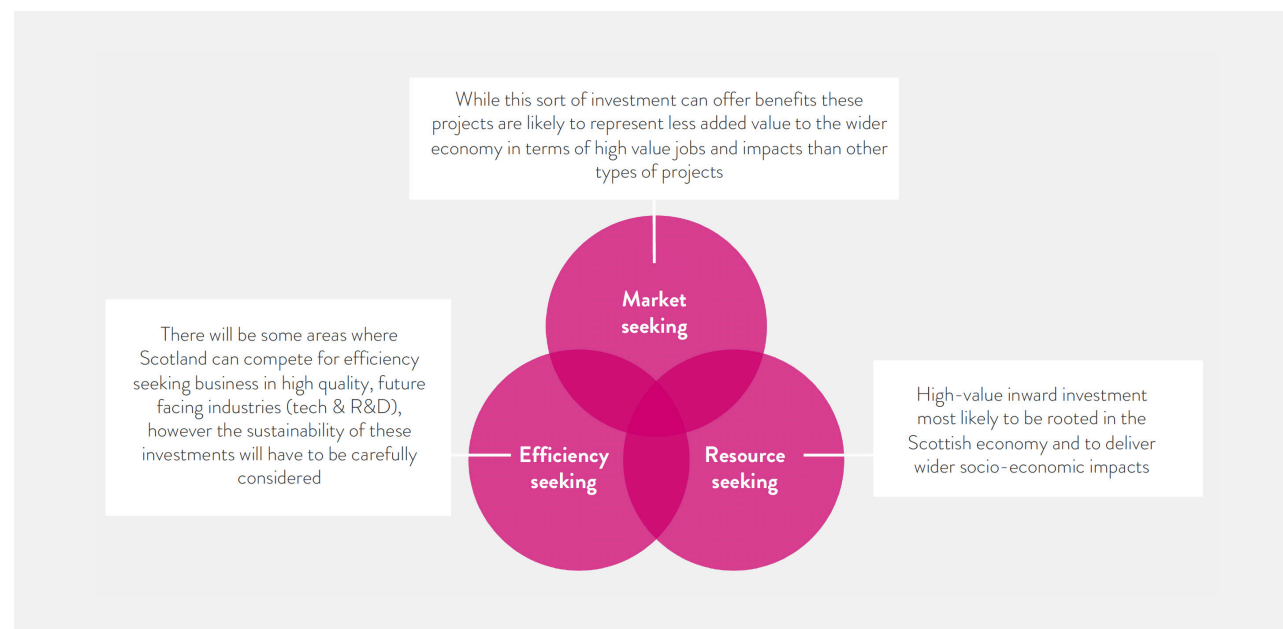 While this sort of investment can offer benefits these
projects are likely to represent less added value to the wider
economy in terms of high value jobs and impacts than other
types of projects
Market
seeking
There will be some areas where
Scotland can compete for efficiency
seeking business in high quality, future
facing industries (tech & R&D),
however the sustainability of these
investments will have to be carefully
considered
Efficiency
seeking
Resource
seeking
High-value inward investment
most likely to be rooted in the
Scottish economy and to deliver
wider socio-economic impacts